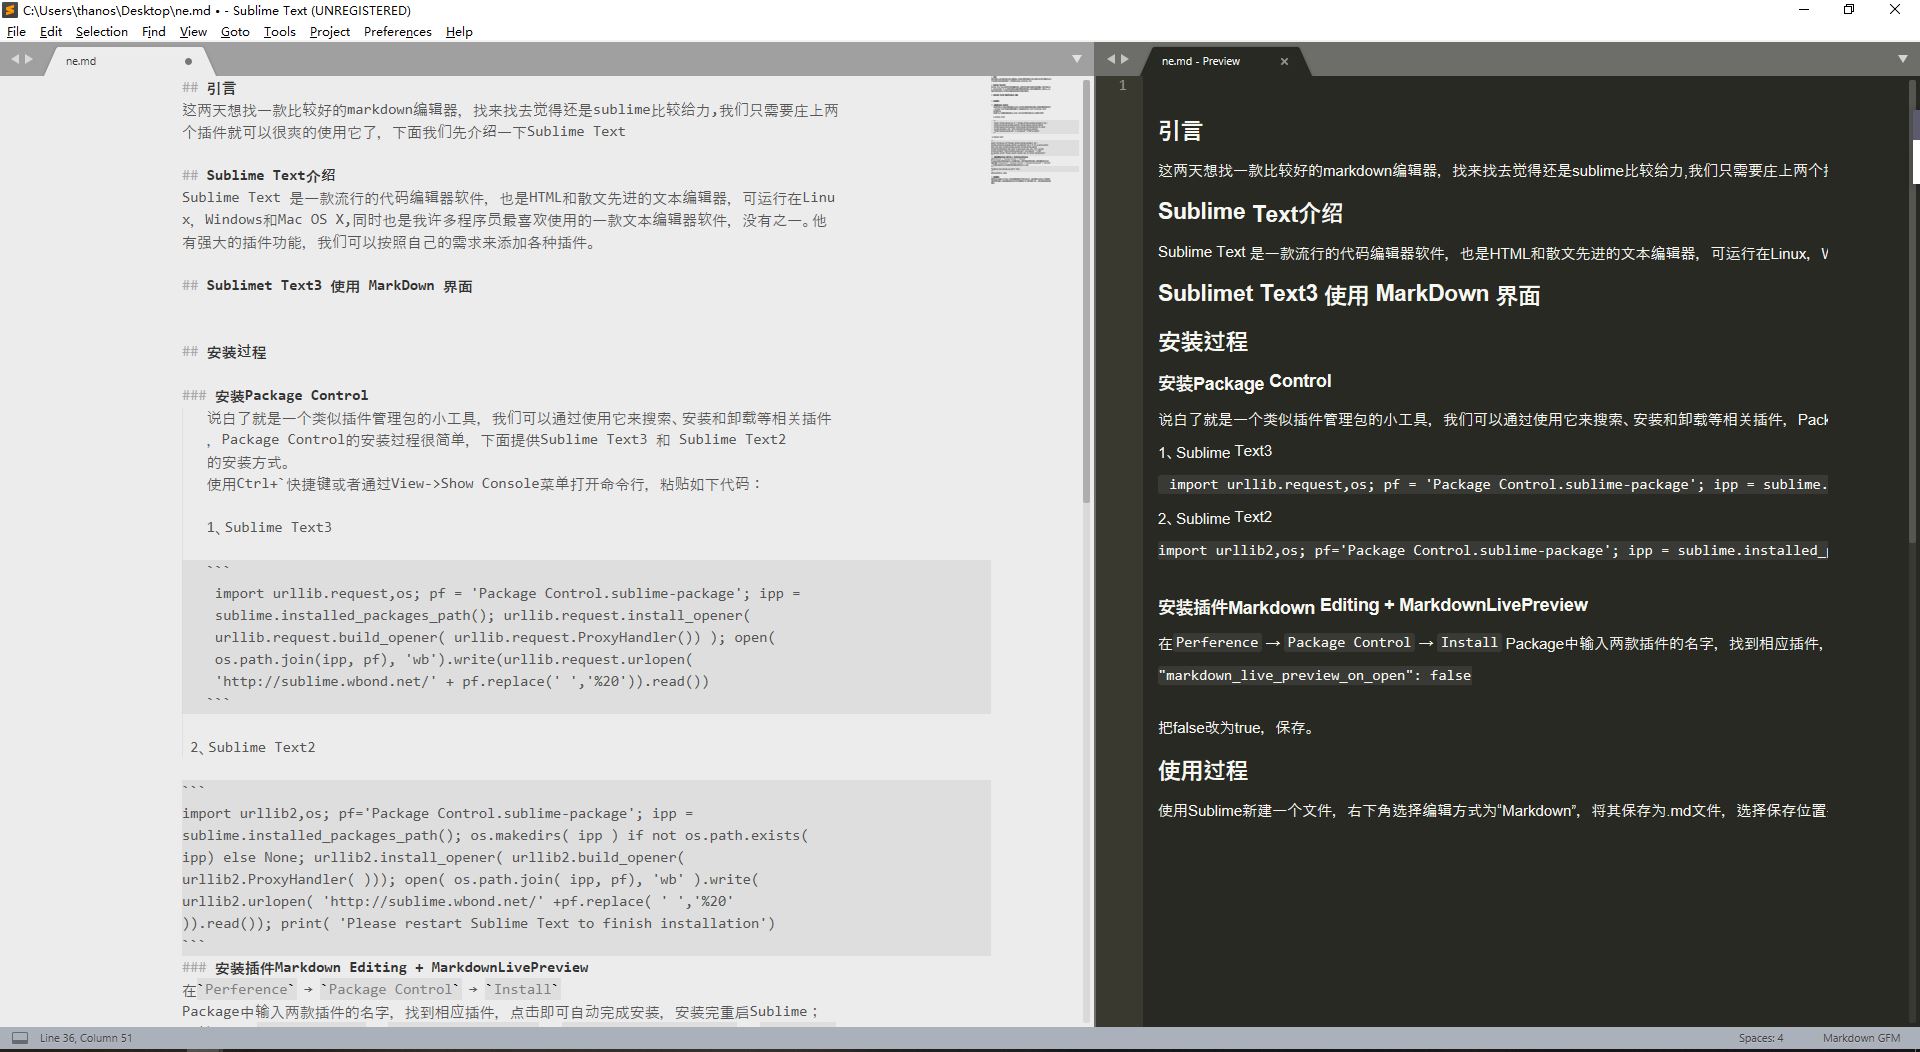 C:\Users\thanos\Desktop\ne.md • - Sublime Text (UNREGISTERED)
File Edit Selection Find View Goto Tools Project Preferences Help
ne.md
## 引言
这两天想找一款比较好的markdown编辑器，找来找去觉得还是sublime比较给力,我们只需要庄上两
个插件就可以很爽的使用它了，下面我们先介绍一下Sublime Text
## Sublime Text介绍
Sublime Text 是一款流行的代码编辑器软件，也是HTML和散文先进的文本编辑器，可运行在Linu
x，Windows和Mac OS X,同时也是我许多程序员最喜欢使用的一款文本编辑器软件，没有之一。他
有强大的插件功能，我们可以按照自己的需求来添加各种插件。
## Sublimet Text3 使用 MarkDown 界面
## 安装过程
### 安装Package Control
说白了就是一个类似插件管理包的小工具，我们可以通过使用它来搜索、安装和卸载等相关插件
，Package Control的安装过程很简单，下面提供Sublime Text3 和 Sublime Text2
的安装方式。
使用Ctrl+`快捷键或者通过View->Show Console菜单打开命令行，粘贴如下代码：
1、Sublime Text3
```
import urllib.request,os; pf = 'Package Control.sublime-package'; ipp =
sublime.installed_packages_path(); urllib.request.install_opener(
urllib.request.build_opener( urllib.request.ProxyHandler()) ); open(
os.path.join(ipp, pf), 'wb').write(urllib.request.urlopen(
'http://sublime.wbond.net/' + pf.replace(' ','%20')).read())
```
2、Sublime Text2
```
import urllib2,os; pf='Package Control.sublime-package'; ipp =
sublime.installed_packages_path(); os.makedirs( ipp ) if not os.path.exists(
ipp) else None; urllib2.install_opener( urllib2.build_opener(
urllib2.ProxyHandler( ))); open( os.path.join( ipp, pf), 'wb' ).write(
urllib2.urlopen( 'http://sublime.wbond.net/' +pf.replace( ' ','%20'
)).read()); print( 'Please restart Sublime Text to finish installation')
```
### 安装插件Markdown Editing + MarkdownLivePreview
在`Perference` → `Package Control` → `Install`
Package中输入两款插件的名字，找到相应插件，点击即可自动完成安装，安装完重启Sublime；
ne.md - Preview ×
1
引言
这两天想找一款比较好的markdown编辑器，找来找去觉得还是sublime比较给力,我们只需要庄上两个
Sublime Text介绍
Sublime Text 是一款流行的代码编辑器软件，也是HTML和散文先进的文本编辑器，可运行在Linux，W
Sublimet Text3 使用 MarkDown 界面
安装过程
安装Package Control
说白了就是一个类似插件管理包的小工具，我们可以通过使用它来搜索、安装和卸载等相关插件，Pack
1、Sublime Text3
import urllib.request,os; pf = 'Package Control.sublime-package'; ipp = sublime.
2、Sublime Text2
import urllib2,os; pf='Package Control.sublime-package'; ipp = sublime.installed_p
安装插件Markdown Editing + MarkdownLivePreview
在 Perference → Package Control → Install Package中输入两款插件的名字，找到相应插件，
"markdown_live_preview_on_open": false
把false改为true，保存。
使用过程
使用Sublime新建一个文件，右下角选择编辑方式为“Markdown”，将其保存为.md文件，选择保存位置
Line 36, Column 51
Spaces: 4 Markdown GFM